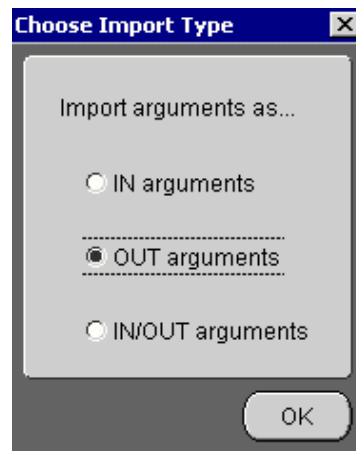 Choose Import Type
Import arguments as...
IN arguments
OUT arguments
IN/OUT arguments
OK